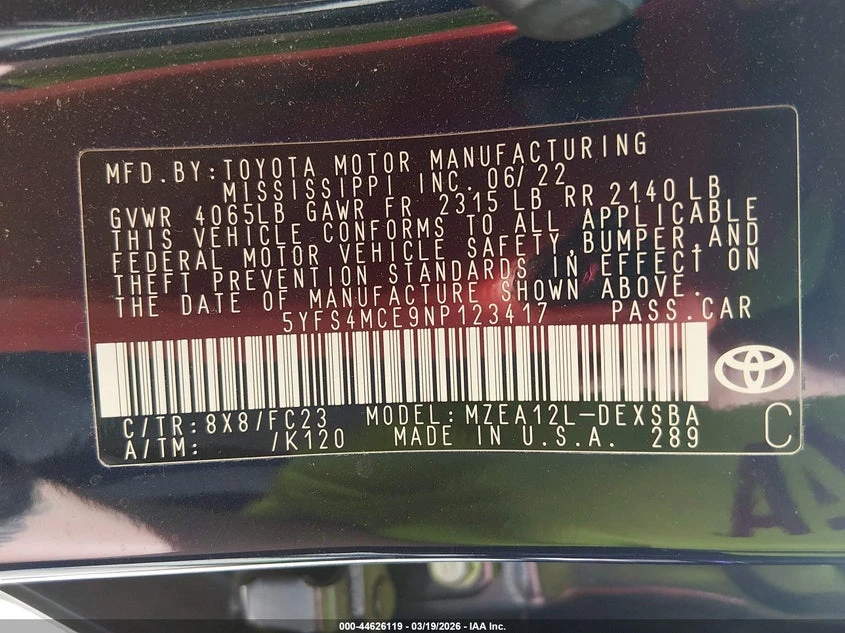 MFD.BY:TOYOTA MOTOR MANUFACTURING
MISSISSIPPI INC. 06/22
GVWR 4065LB GAWR FR 2315 LB RR 2140 LB
THIS VEHICLE CONFORMS TO ALL APPLICABLE
FEDERAL MOTOR VEHICLE SAFETY,BUMPER,AND
THEFT PREVENTION STANDARDS IN EFFECT ON
THE DATE OF MANUFACTURE SHOWN ABOVE.
5YFS4MCE9NP123417 PASS.CAR
C/TR:8X8/FC23 MODEL:MZEA12L-DEXSBA
A/TM: /K120 MADE IN U.S.A. 289
C
000-44626119 - 03/19/2026 - IAA Inc.